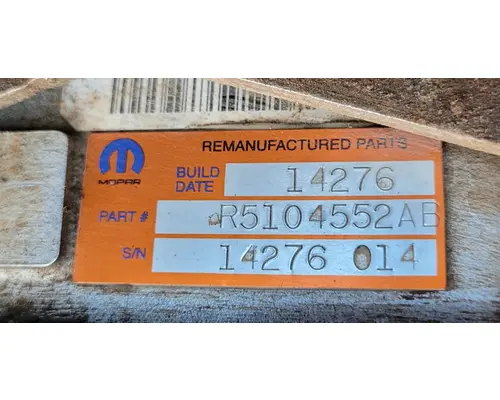 REMANUFACTURED PARTS
MOPAR
BUILD DATE 14276
PART # R5104552AB
S/N 14276 014